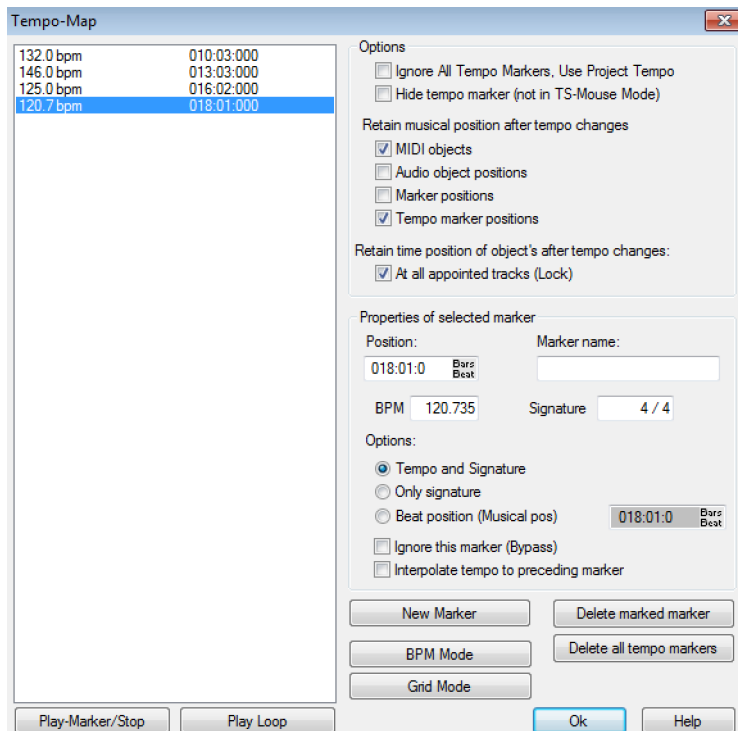 Tempo-Map
132.0 bpm 010:03:000
146.0 bpm 013:03:000
125.0 bpm 016:02:000
120.7 bpm 018:01:000
Options
Ignore All Tempo Markers, Use Project Tempo
Hide tempo marker (not in TS-Mouse Mode)
Retain musical position after tempo changes
MIDI objects
Audio object positions
Marker positions
Tempo marker positions
Retain time position of object's after tempo changes:
At all appointed tracks (Lock)
Properties of selected marker
Position: Marker name:
018:01:0 Bars Beat
BPM 120.735 Signature 4 / 4
Options:
Tempo and Signature
Only signature
Beat position (Musical pos) 018:01:0 Bars Beat
Ignore this marker (Bypass)
Interpolate tempo to preceding marker
New Marker Delete marked marker
BPM Mode Delete all tempo markers
Grid Mode
Play-Marker/Stop Play Loop Ok Help